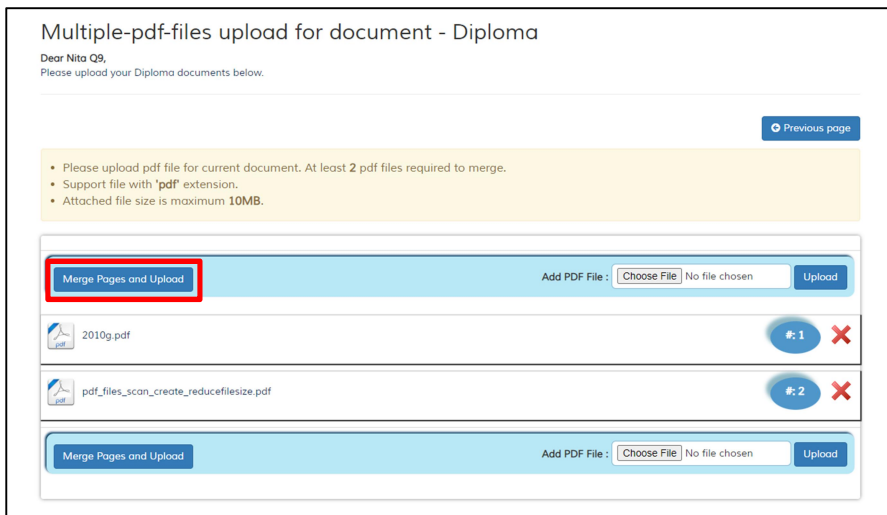 Multiple-pdf-files upload for document - Diploma
Dear Nita Q9,
Please upload your Diploma documents below.
Previous page
• Please upload pdf file for current document. At least 2 pdf files required to merge.
• Support file with 'pdf' extension.
• Attached file size is maximum 10MB.
Merge Pages and Upload Add PDF File : Choose File No file chosen Upload
pdf 2010g.pdf #: 1
pdf pdf_files_scan_create_reducefilesize.pdf #: 2
Merge Pages and Upload Add PDF File : Choose File No file chosen Upload